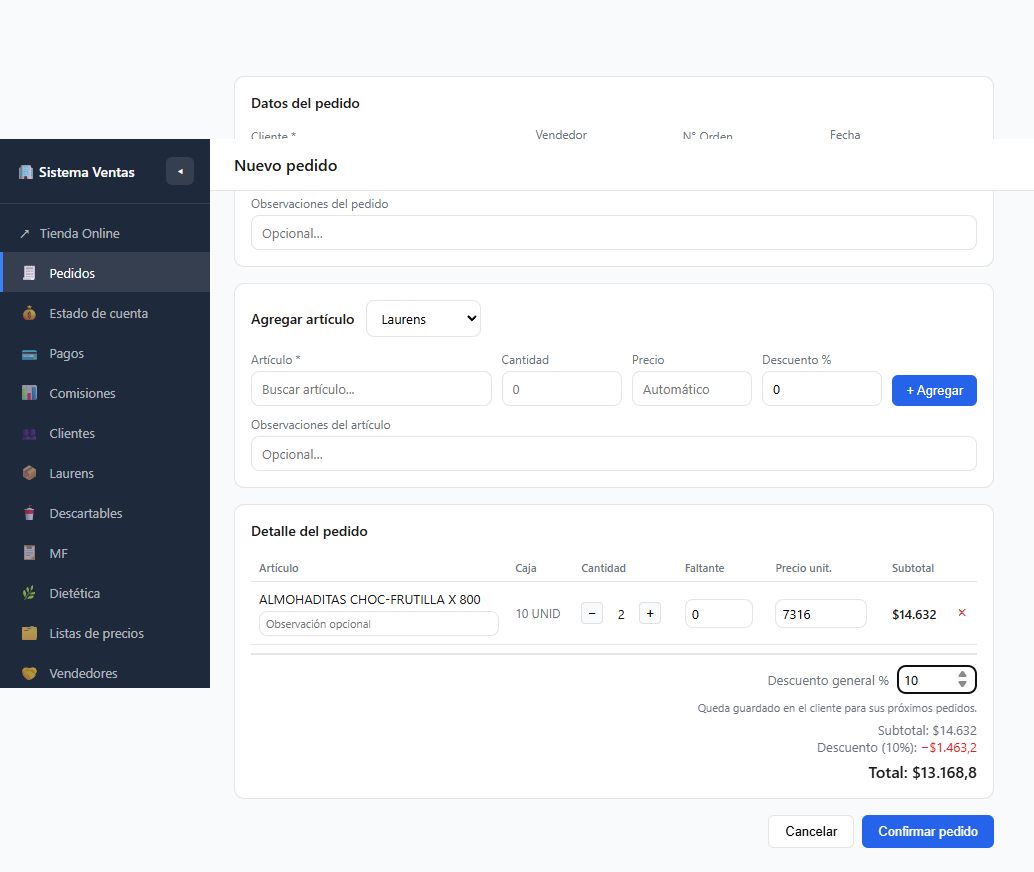 Datos del pedido
Cliente * Vendedor N° Orden Fecha
Sistema Ventas ◂
Nuevo pedido
↗ Tienda Online
Pedidos
Estado de cuenta
Pagos
Comisiones
Clientes
Laurens
Descartables
MF
Dietética
Listas de precios
Vendedores
Observaciones del pedido
Opcional...
Agregar artículo Laurens
Artículo * Cantidad Precio Descuento %
Buscar artículo... 0 Automático 0 + Agregar
Observaciones del artículo
Opcional...
Detalle del pedido
Artículo Caja Cantidad Faltante Precio unit. Subtotal
ALMOHADITAS CHOC-FRUTILLA X 800
10 UNID − 2 + 0 7316 $14.632 ×
Observación opcional
Descuento general % 10
Queda guardado en el cliente para sus próximos pedidos.
Subtotal: $14.632
Descuento (10%): −$1.463,2
Total: $13.168,8
Cancelar Confirmar pedido